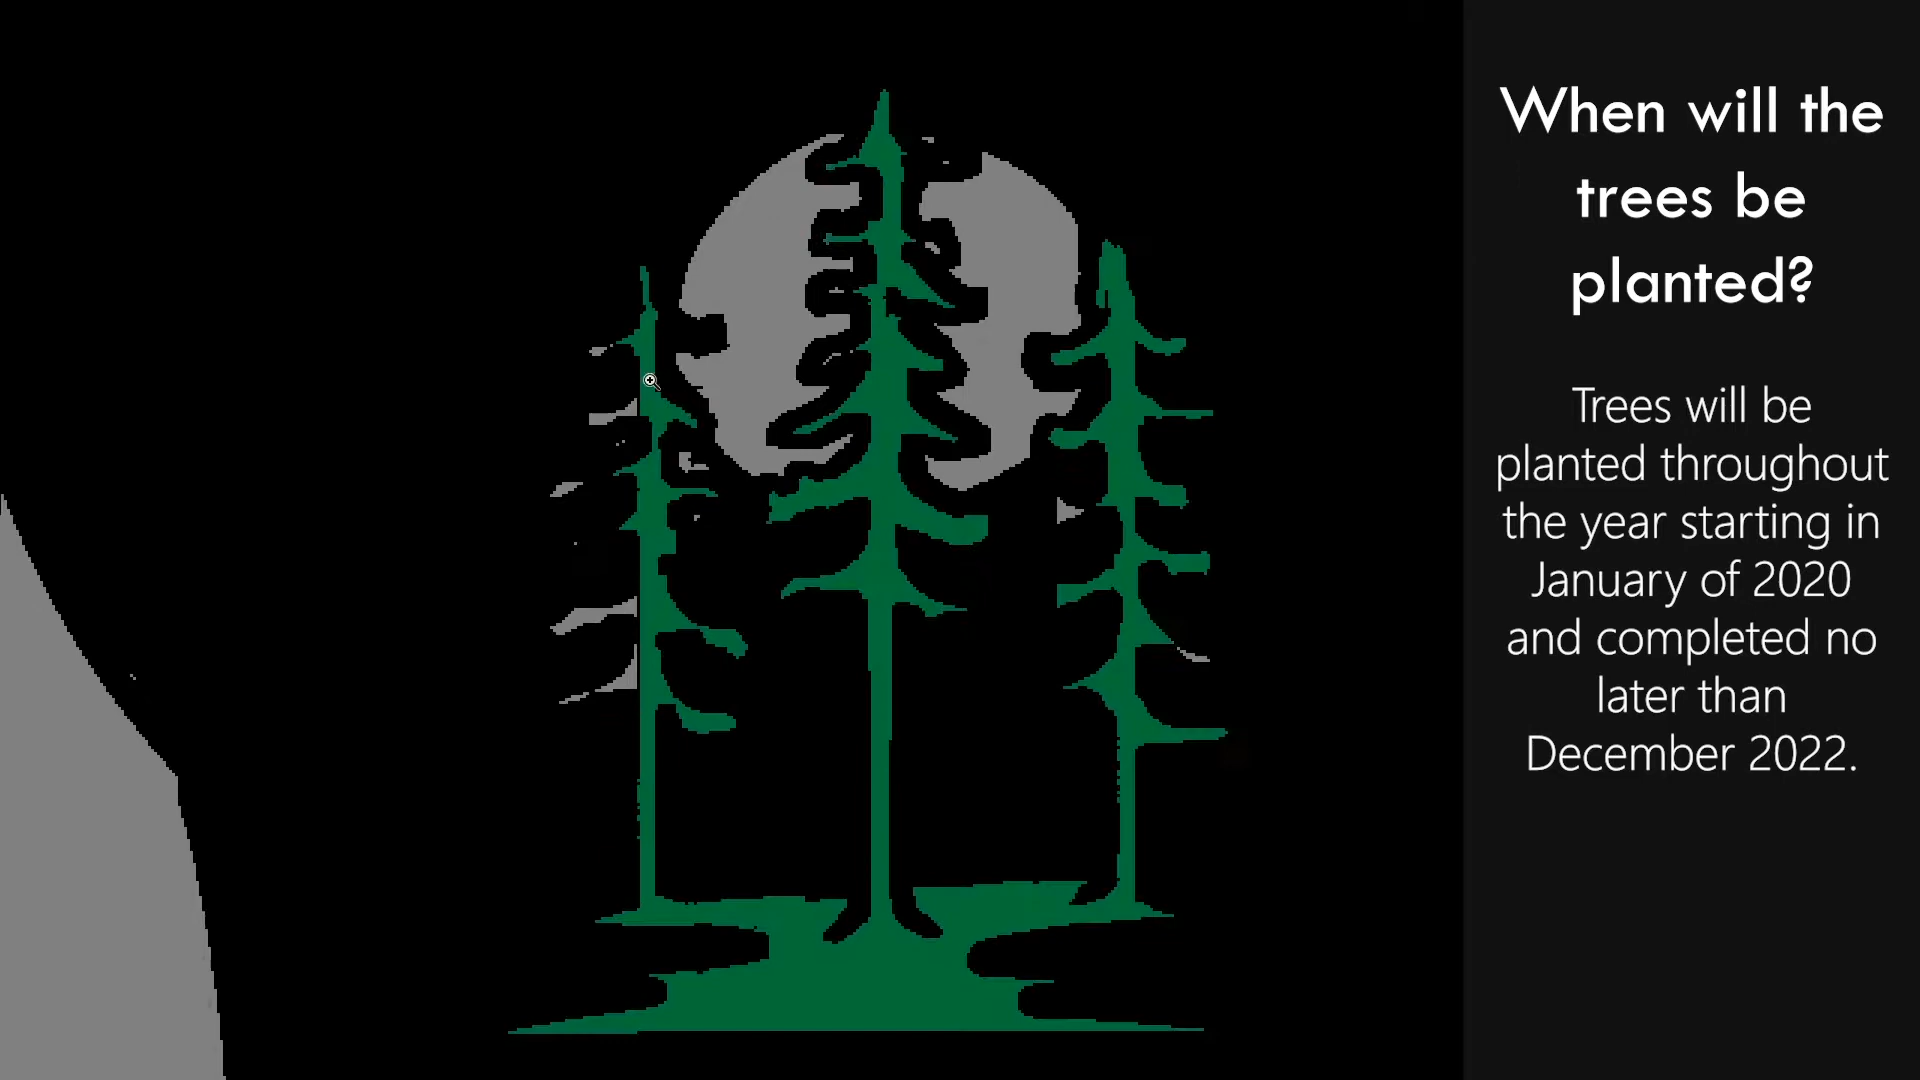 When will the
trees be
planted?
Trees will be
planted throughout
the year starting in
January of 2020
and completed no
later than
December 2022.